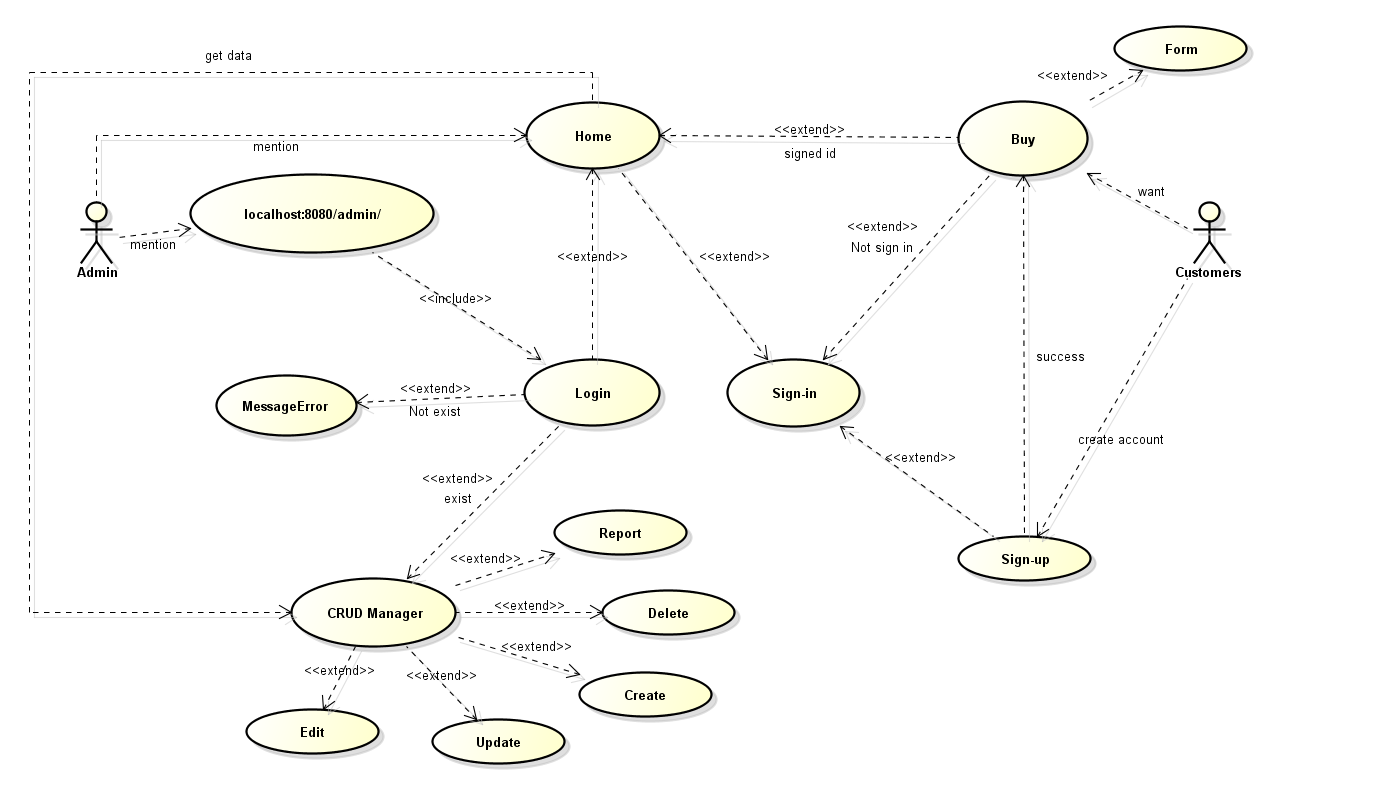 get data
Form
<<extend>>
Home
<<extend>>
Buy
mention
signed id
want
localhost:8080/admin/
mention
Admin
<<extend>>
Not sign in
<<extend>>
<<extend>>
Customers
<<include>>
success
<<extend>>
MessageError
Not exist
Login
Sign-in
create account
<<extend>>
<<extend>>
exist
Report
<<extend>>
Sign-up
<<extend>>
CRUD Manager
Delete
<<extend>>
<<extend>>
<<extend>>
Create
Edit
Update